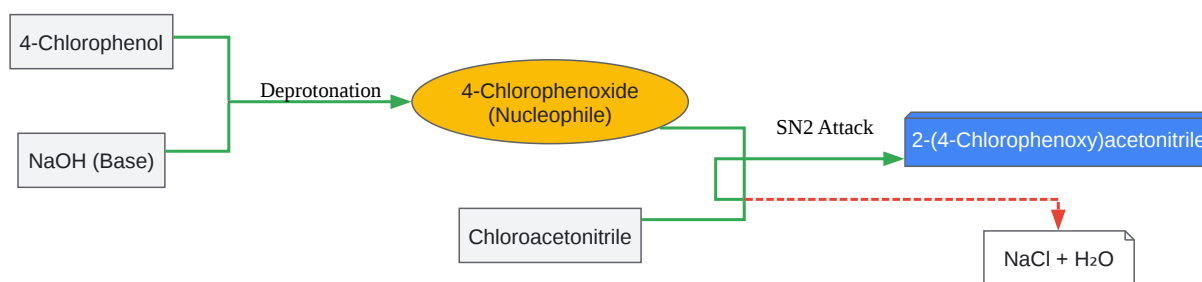 4-Chlorophenol
NaOH (Base)
Deprotonation
4-Chlorophenoxide
(Nucleophile)
Chloroacetonitrile
SN2 Attack
2-(4-Chlorophenoxy)acetonitrile
NaCl + H₂O